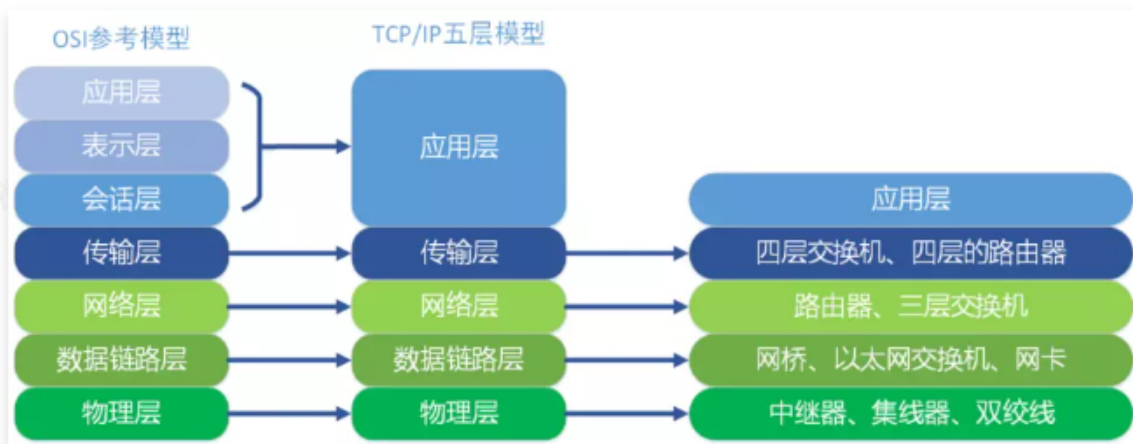 OSI参考模型
TCP/IP五层模型
应用层
表示层
会话层
应用层
应用层
传输层
传输层
四层交换机、四层的路由器
网络层
网络层
路由器、三层交换机
数据链路层
数据链路层
网桥、以太网交换机、网卡
物理层
物理层
中继器、集线器、双绞线